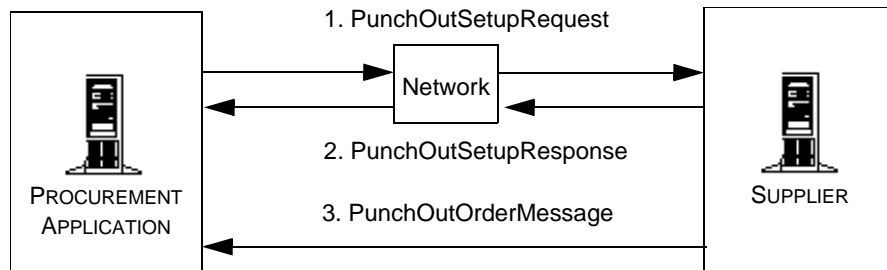 1. PunchOutSetupRequest
Network
2. PunchOutSetupResponse
PROCUREMENT
APPLICATION
SUPPLIER
3. PunchOutOrderMessage